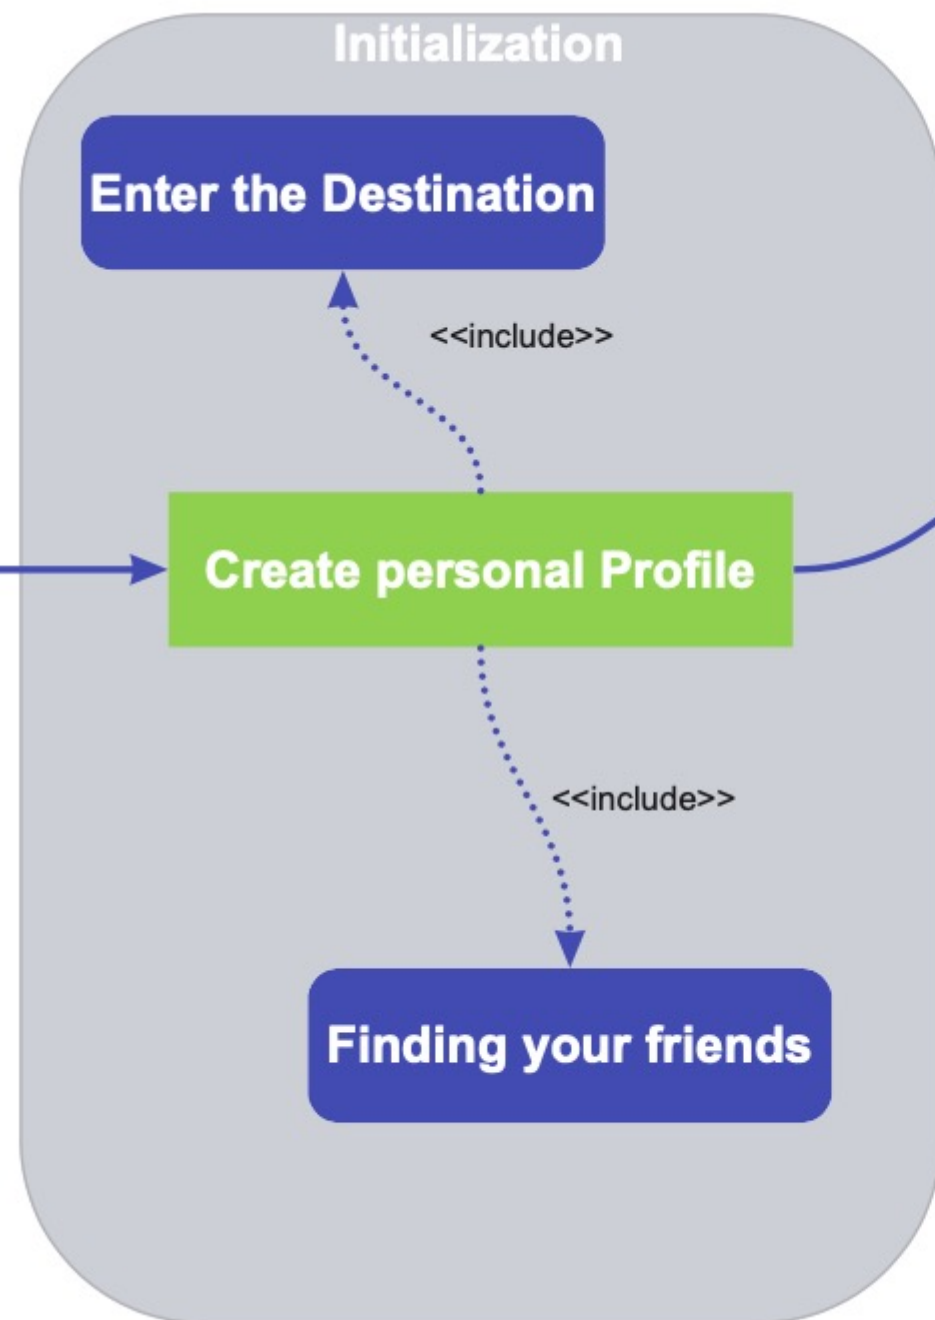 Initialization
Enter the Destination
<<include>>
Create personal Profile
<<include>>
Finding your friends